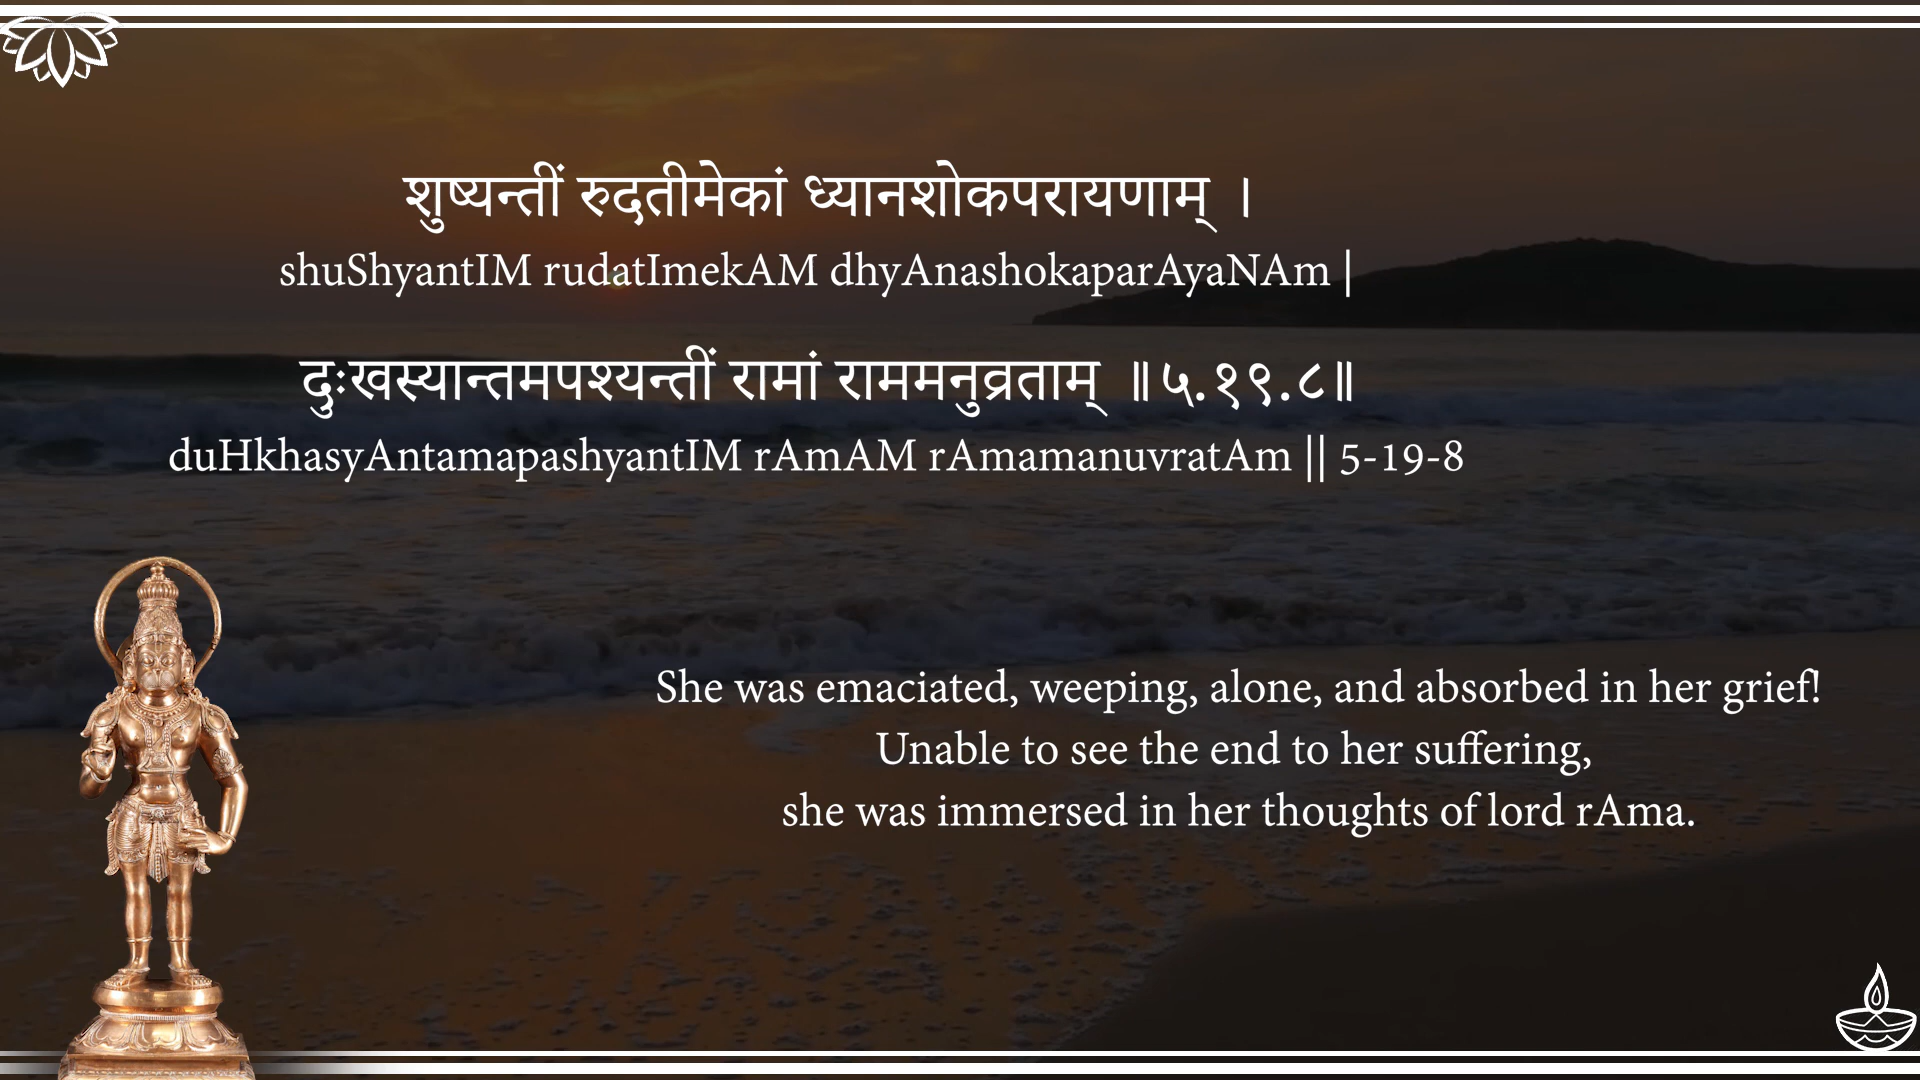 शुष्यन्तीं रुदतीमेकां ध्यानशोकपरायणाम् ।
shuShyantIM rudatImekAM dhyAnashokaparAyaNAm |
दुःखस्यान्तमपश्यन्तीं रामां राममनुव्रताम् ॥५.१९.८॥
duHkhasyAntamapashyantIM rAmAM rAmamanuvratAm || 5-19-8
She was emaciated, weeping, alone, and absorbed in her grief!
Unable to see the end to her suffering,
she was immersed in her thoughts of lord rAma.